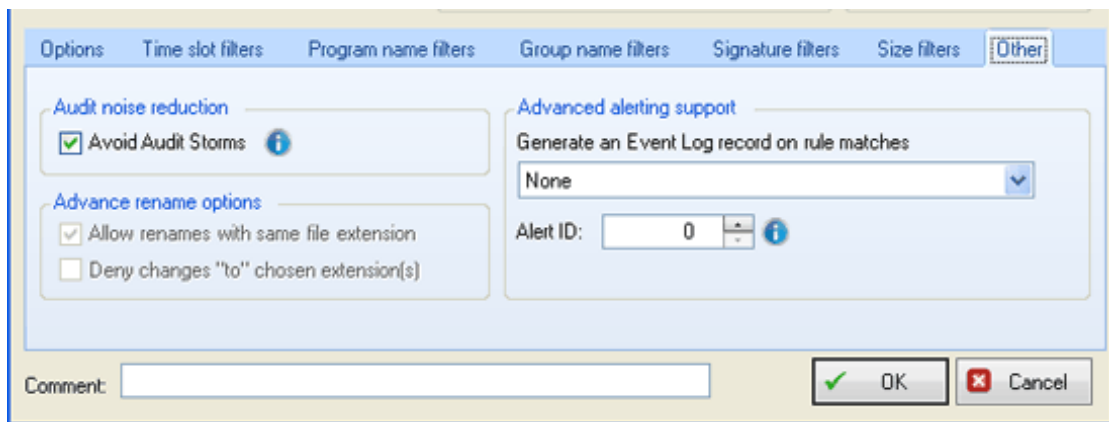 Options Time slot filters Program name filters Group name filters Signature filters Size filters Other
Audit noise reduction
Avoid Audit Storms
Advance rename options
Allow renames with same file extension
Deny changes "to" chosen extension(s)
Advanced alerting support
Generate an Event Log record on rule matches
None
Alert ID: 0
Comment:
OK
Cancel